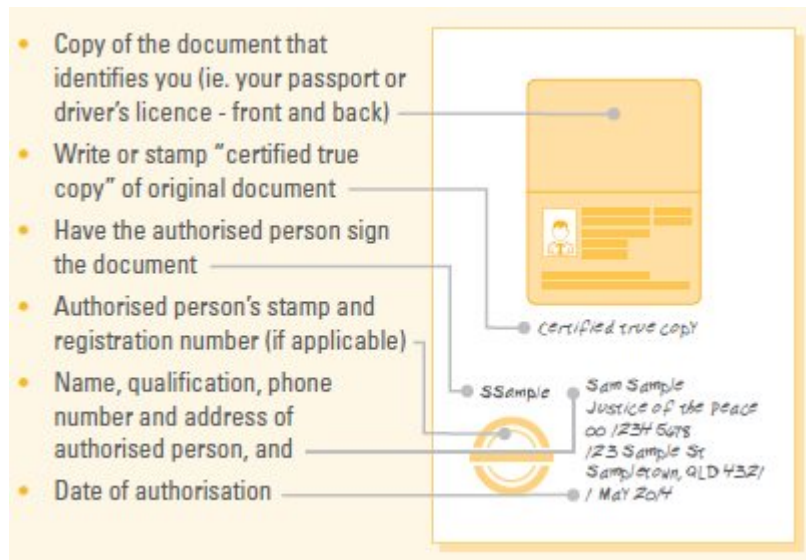 • Copy of the document that
identifies you (ie. your passport or
driver's licence - front and back)
• Write or stamp “certified true
copy” of original document
• Have the authorised person sign
the document
• Authorised person's stamp and
registration number (if applicable)
• Name, qualification, phone
number and address of
authorised person, and
• Date of authorisation
certified true copy
SSample
Sam Sample
Justice of the Peace
00 1234 5678
123 Sample St
Sampletown, QLD 4321
1 May 2014